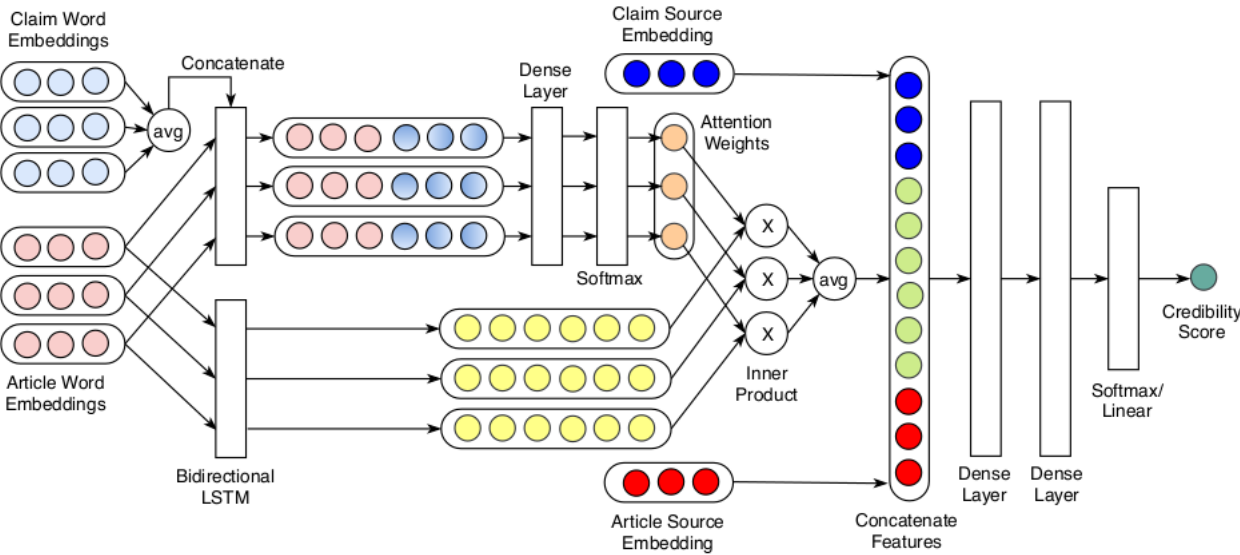 Claim Word
Embeddings
Concatenate
avg
Claim Source
Embedding
Dense
Layer
Attention
Weights
Softmax
X
X
X
avg
Inner
Product
Article Word
Embeddings
Bidirectional
LSTM
Article Source
Embedding
Concatenate
Features
Dense
Layer
Dense
Layer
Softmax/
Linear
Credibility
Score